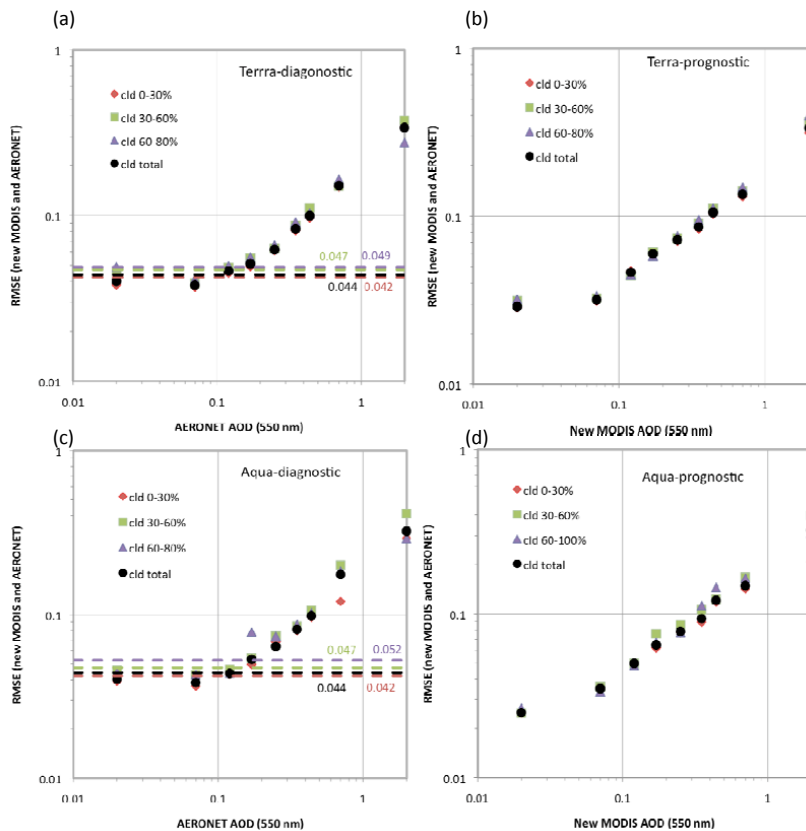 (a)
1
Terrra-diagonostic
cld 0-30%
cld 30-60%
cld 60-80%
cld total
RMSE (new MODIS and AERONET)
0.1
0.047
0.049
0.044
0.042
0.01
0.01
0.1
1
AERONET AOD (550 nm)
(b)
1
Terra-prognostic
cld 0-30%
cld 30-60%
cld 60-80%
cld total
RMSE (new MODIS and AERONET)
0.1
0.01
0.01
0.1
1
New MODIS AOD (550 nm)
(c)
1
Aqua-diagnostic
cld 0-30%
cld 30-60%
cld 60-80%
cld total
RMSE (new MODIS and AERONET)
0.1
0.047
0.052
0.044
0.042
0.01
0.01
0.1
1
AERONET AOD (550 nm)
(d)
1
Aqua-prognostic
cld 0-30%
cld 30-60%
cld 60-100%
cld total
RMSE (new MODIS and AERONET)
0.1
0.01
0.01
0.1
1
New MODIS AOD (550 nm)